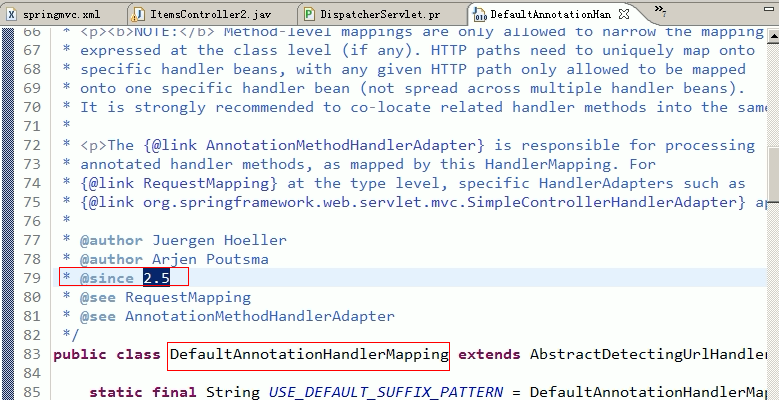 springmvc.xml ItemsController2.jav DispatcherServlet.pr DefaultAnnotationHan
66 * <p><b>NOTE:</b> Method-level mappings are only allowed to narrow the mapping
67 * expressed at the class level (if any). HTTP paths need to uniquely map onto
68 * specific handler beans, with any given HTTP path only allowed to be mapped
69 * onto one specific handler bean (not spread across multiple handler beans).
70 * It is strongly recommended to co-locate related handler methods into the same
71 *
72 * <p>The {@link AnnotationMethodHandlerAdapter} is responsible for processing
73 * annotated handler methods, as mapped by this HandlerMapping. For
74 * {@link RequestMapping} at the type level, specific HandlerAdapters such as
75 * {@link org.springframework.web.servlet.mvc.SimpleControllerHandlerAdapter} ap
76 *
77 * @author Juergen Hoeller
78 * @author Arjen Poutsma
79 * @since 2.5
80 * @see RequestMapping
81 * @see AnnotationMethodHandlerAdapter
82 */
83 public class DefaultAnnotationHandlerMapping extends AbstractDetectingUrlHandler
84
85 static final String USE_DEFAULT_SUFFIX_PATTERN = DefaultAnnotationHandlerMap